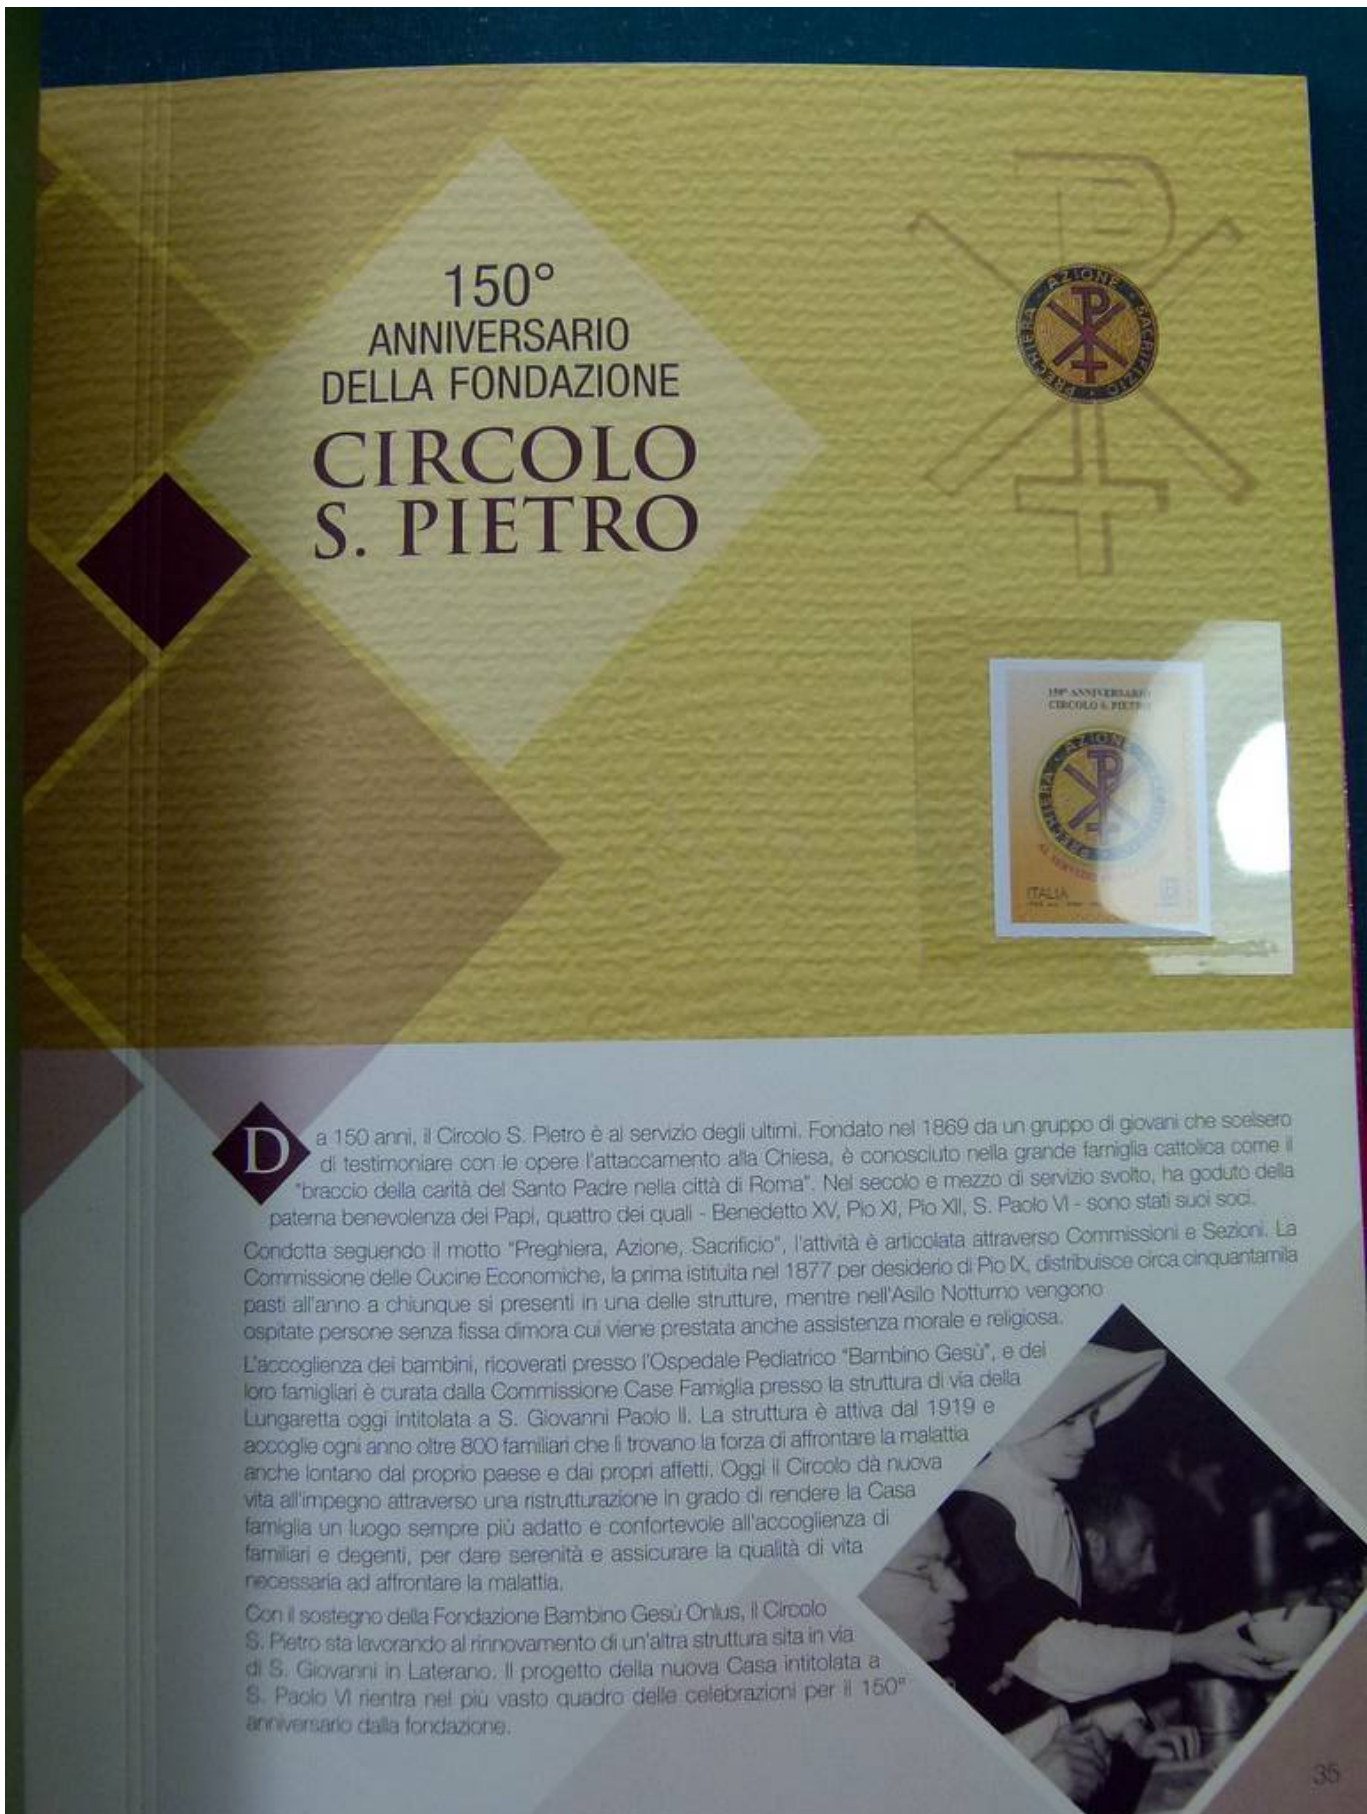 150°
ANNIVERSARIO
DELLA FONDAZIONE
CIRCOLO
S. PIETRO
PREGHIERA · AZIONE · SACRIFIZIO ·
150° ANNIVERSARIO
CIRCOLO S. PIETRO
PREGHIERA · AZIONE
AL SERVIZIO
ITALIA
B
Da 150 anni, il Circolo S. Pietro è al servizio degli ultimi. Fondato nel 1869 da un gruppo di giovani che scelsero
di testimoniare con le opere l'attaccamento alla Chiesa, è conosciuto nella grande famiglia cattolica come il
"braccio della carità del Santo Padre nella città di Roma". Nel secolo e mezzo di servizio svolto, ha goduto della
paterna benevolenza dei Papi, quattro dei quali - Benedetto XV, Pio XI, Pio XII, S. Paolo VI - sono stati suoi soci.
Condotta seguendo il motto "Preghiera, Azione, Sacrificio", l'attività è articolata attraverso Commissioni e Sezioni. La
Commissione delle Cucine Economiche, la prima istituita nel 1877 per desiderio di Pio IX, distribuisce circa cinquantamila
pasti all'anno a chiunque si presenti in una delle strutture, mentre nell'Asilo Notturno vengono
ospitate persone senza fissa dimora cui viene prestata anche assistenza morale e religiosa.
L'accoglienza dei bambini, ricoverati presso l'Ospedale Pediatrico "Bambino Gesù", e dei
loro famigliari è curata dalla Commissione Case Famiglia presso la struttura di via della
Lungaretta oggi intitolata a S. Giovanni Paolo II. La struttura è attiva dal 1919 e
accoglie ogni anno oltre 800 familiari che lì trovano la forza di affrontare la malattia
anche lontano dal proprio paese e dai propri affetti. Oggi il Circolo dà nuova
vita all'impegno attraverso una ristrutturazione in grado di rendere la Casa
famiglia un luogo sempre più adatto e confortevole all'accoglienza di
familiari e degenti, per dare serenità e assicurare la qualità di vita
necessaria ad affrontare la malattia.
Con il sostegno della Fondazione Bambino Gesù Onlus, il Circolo
S. Pietro sta lavorando al rinnovamento di un'altra struttura sita in via
di S. Giovanni in Laterano. Il progetto della nuova Casa intitolata a
S. Paolo VI rientra nel più vasto quadro delle celebrazioni per il 150°
anniversario dalla fondazione.
35